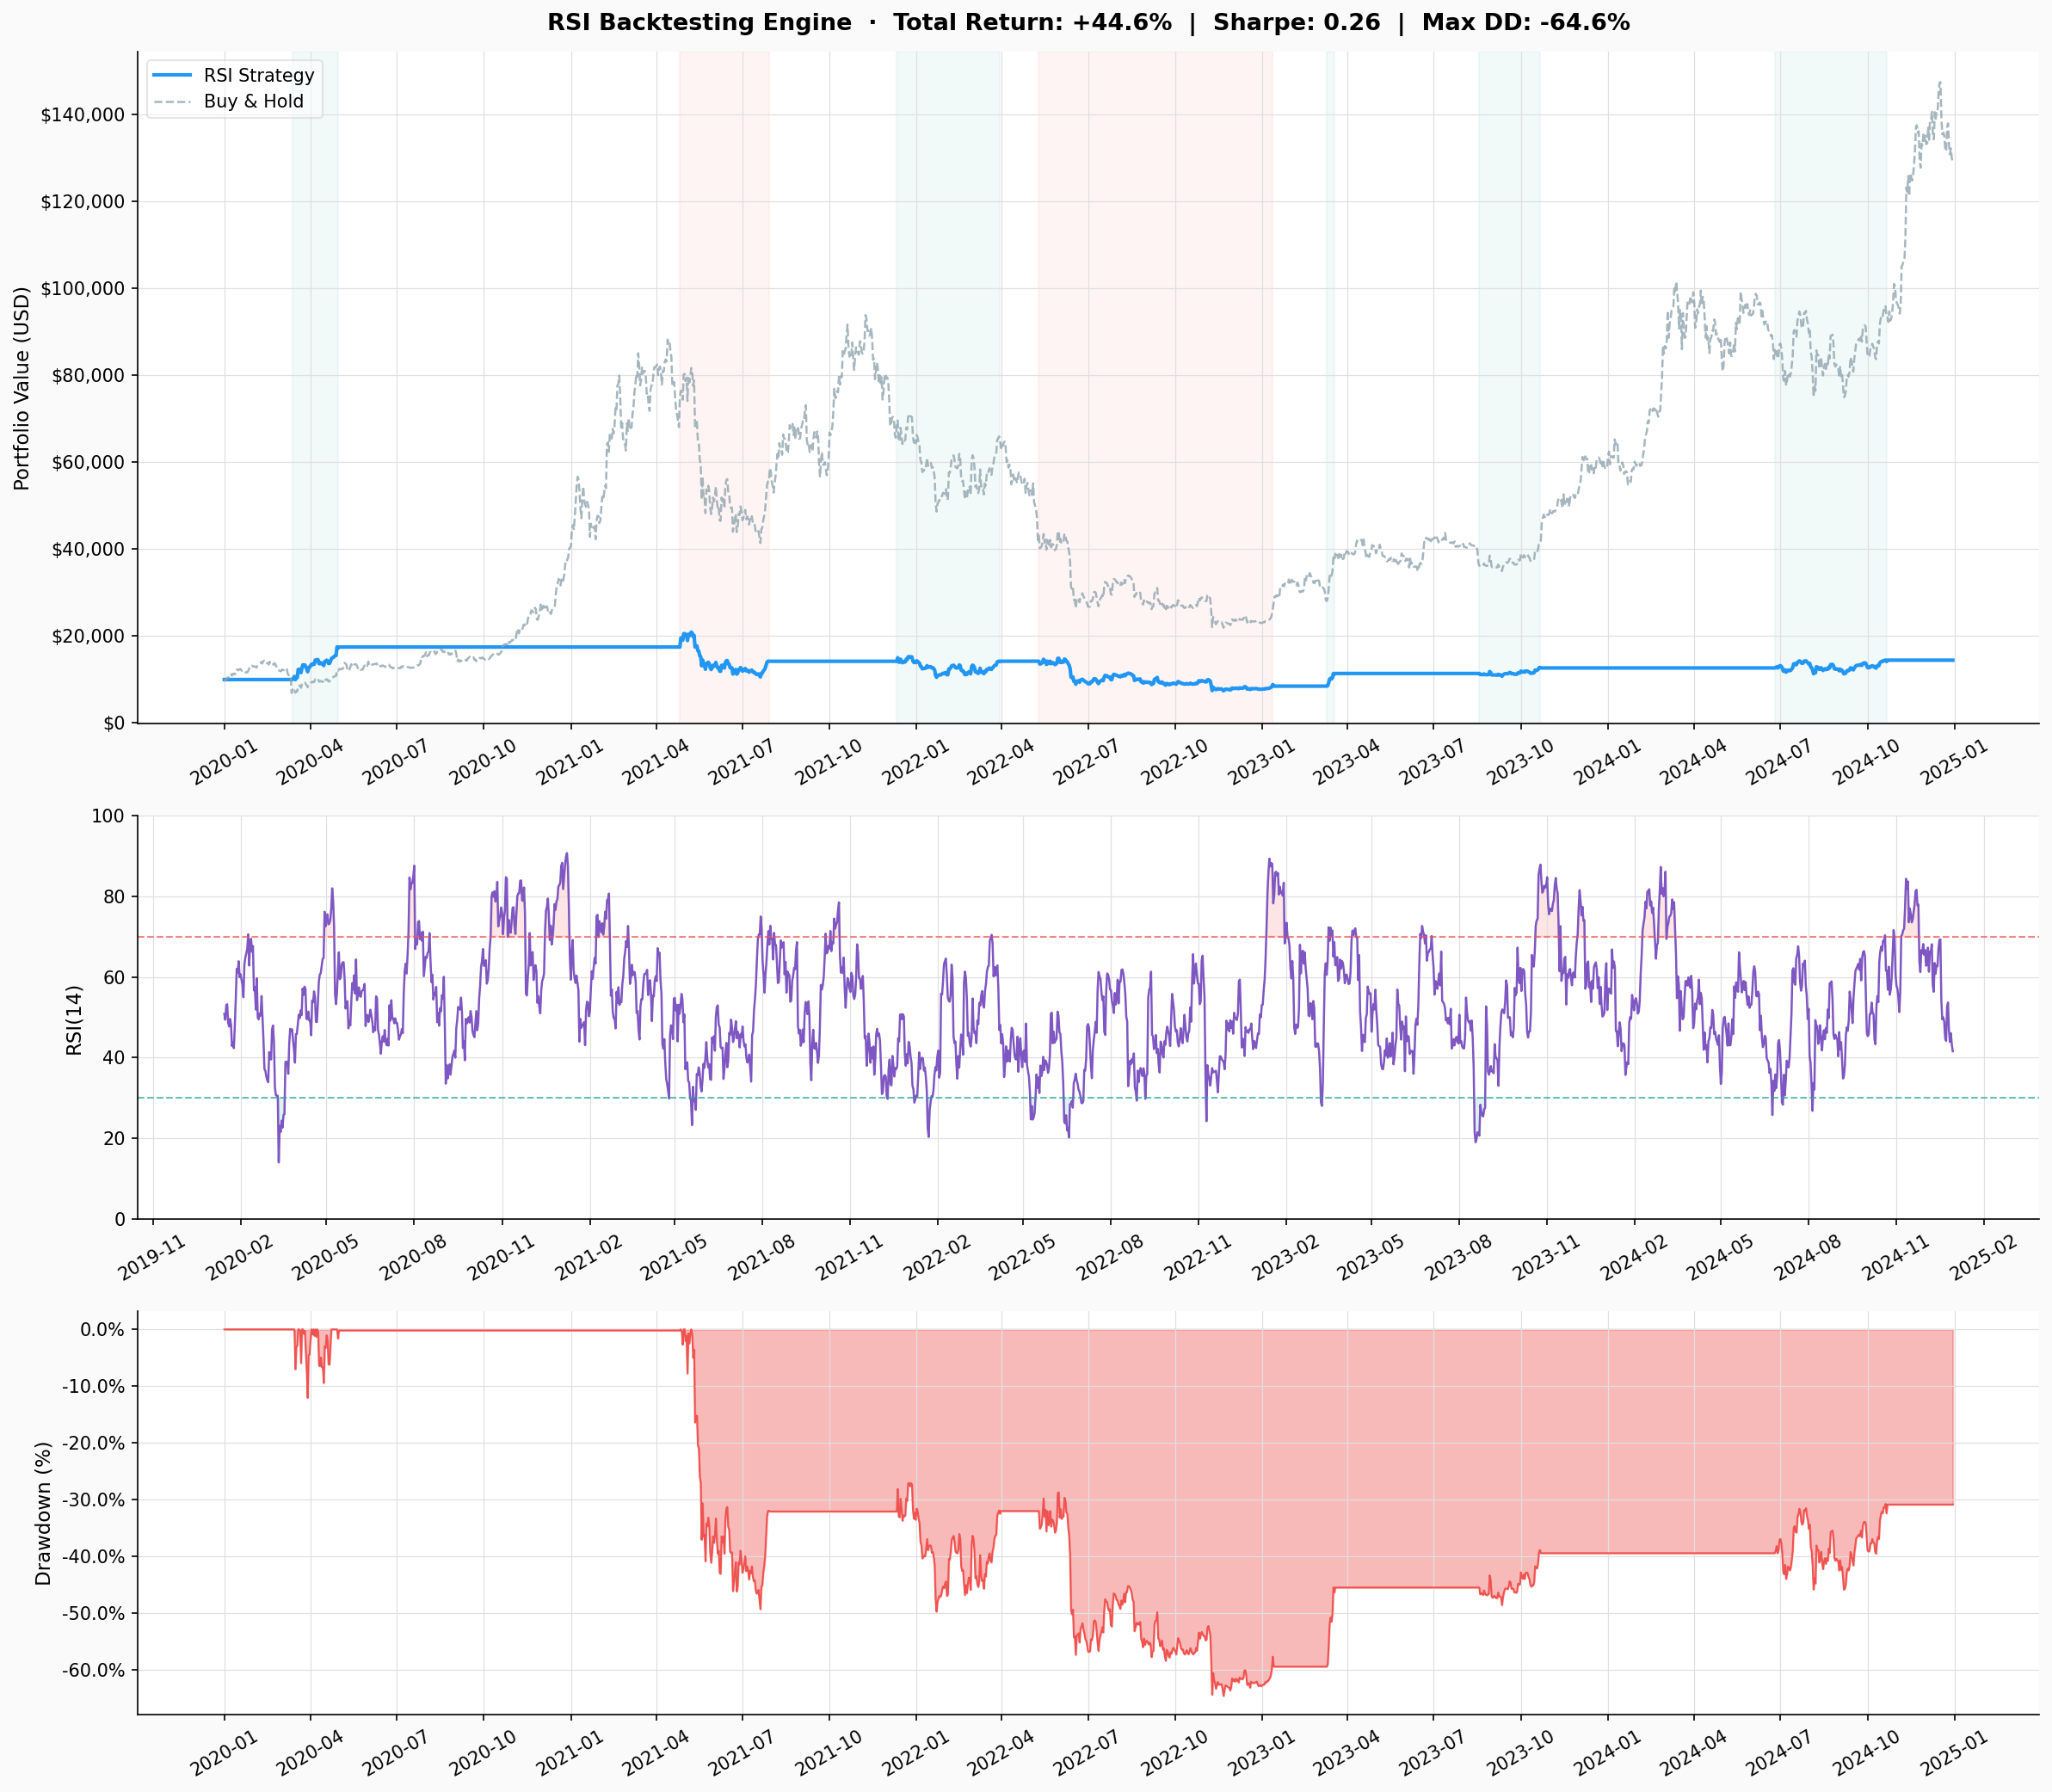 RSI Backtesting Engine · Total Return: +44.6% | Sharpe: 0.26 | Max DD: -64.6%
RSI Strategy
Buy & Hold
Portfolio Value (USD)
$140,000
$120,000
$100,000
$80,000
$60,000
$40,000
$20,000
$0
2020-01 2020-04 2020-07 2020-10 2021-01 2021-04 2021-07 2021-10 2022-01 2022-04 2022-07 2022-10 2023-01 2023-04 2023-07 2023-10 2024-01 2024-04 2024-07 2024-10 2025-01
RSI(14)
100
80
60
40
20
0
2019-11 2020-02 2020-05 2020-08 2020-11 2021-02 2021-05 2021-08 2021-11 2022-02 2022-05 2022-08 2022-11 2023-02 2023-05 2023-08 2023-11 2024-02 2024-05 2024-08 2024-11 2025-02
Drawdown (%)
0.0%
-10.0%
-20.0%
-30.0%
-40.0%
-50.0%
-60.0%
2020-01 2020-04 2020-07 2020-10 2021-01 2021-04 2021-07 2021-10 2022-01 2022-04 2022-07 2022-10 2023-01 2023-04 2023-07 2023-10 2024-01 2024-04 2024-07 2024-10 2025-01